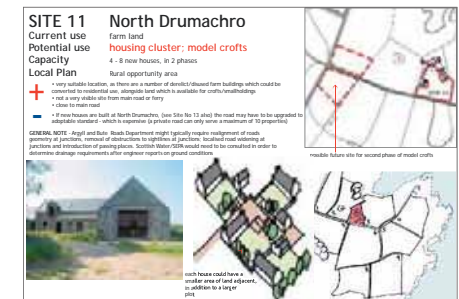 SITE 11 North Drumachro
Current use farm land
Potential use housing cluster; model crofts
Capacity 4 - 8 new houses, in 2 phases
Local Plan Rural opportunity area
+ • very suitable location, as there are a number of derelict/disused farm buildings which could be
converted to residential use, alongside land which is available for crofts/smallholdings
• not a very visible site from main road or ferry
• close to main road
- • If new houses are built at North Drumachro, (see Site No 13 also) the road may have to be upgraded to
adoptable standard - which is expensive (a private road can only serve a maximum of 10 properties)
GENERAL NOTE - Argyll and Bute Roads Department might typically require realignment of roads
geometry at junctions, removal of obstructions to sightlines at junctions; localised road widening at
junctions and introduction of passing places. Scottish Water/SEPA would need to be consulted in order to
determine drainage requirements after engineer reports on ground conditions
possible future site for second phase of model crofts
each house could have a
smaller area of land adjacent,
in addition to a larger
plot